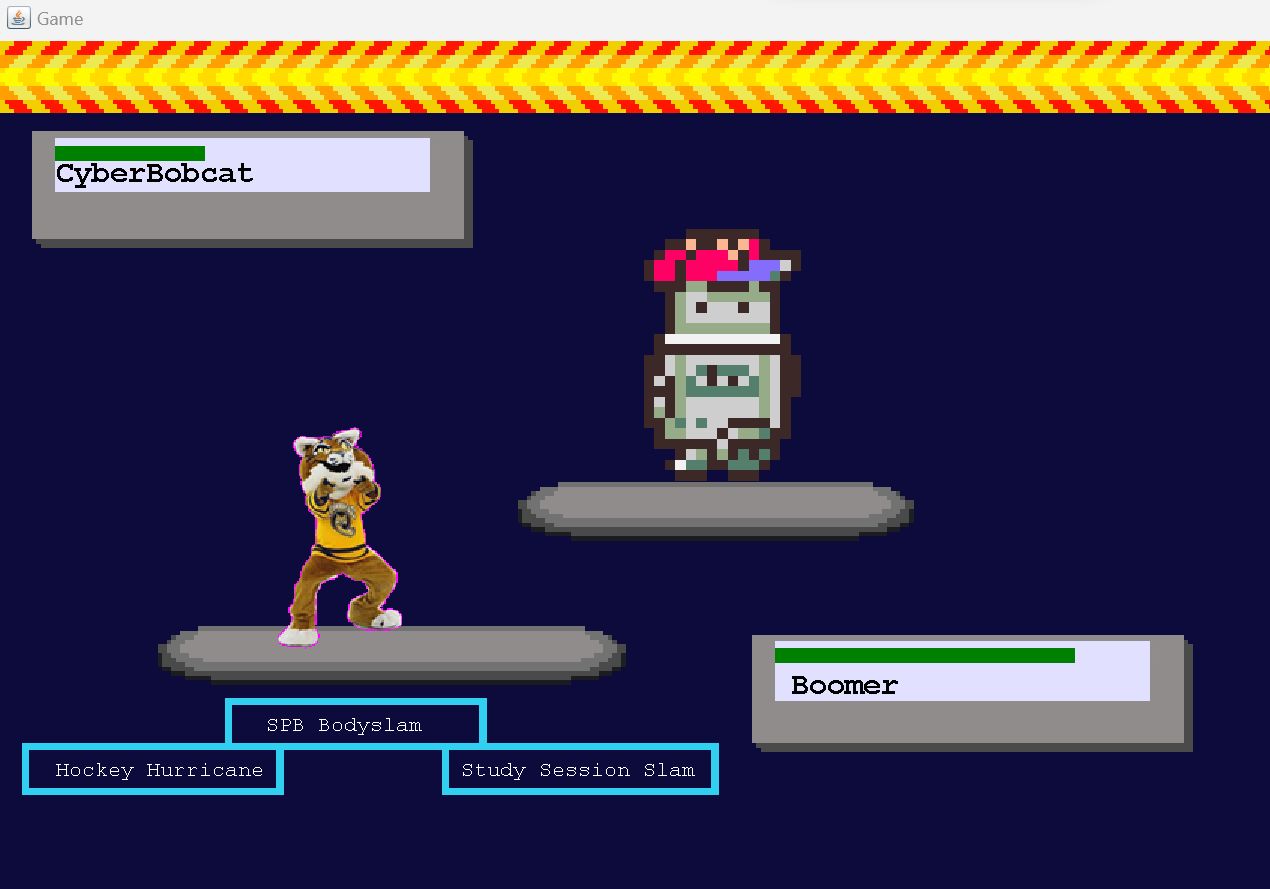 Game
CyberBobcat
Boomer
SPB Bodyslam
Hockey Hurricane
Study Session Slam